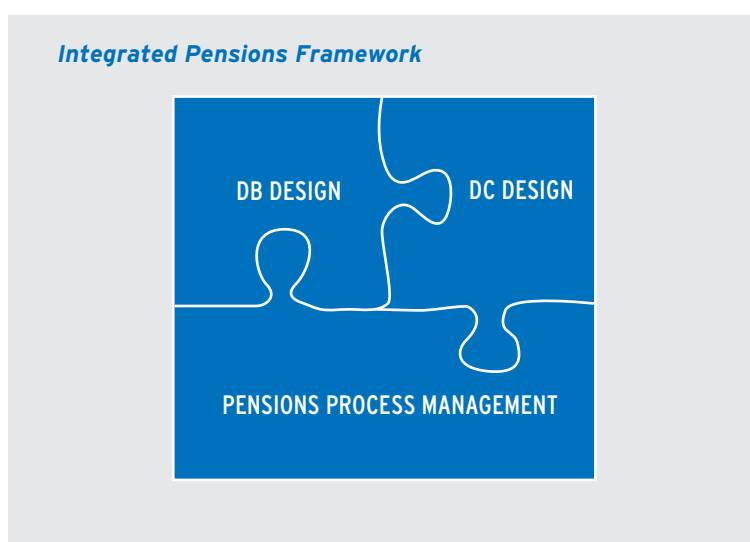 Integrated Pensions Framework
DB DESIGN
DC DESIGN
PENSIONS PROCESS MANAGEMENT